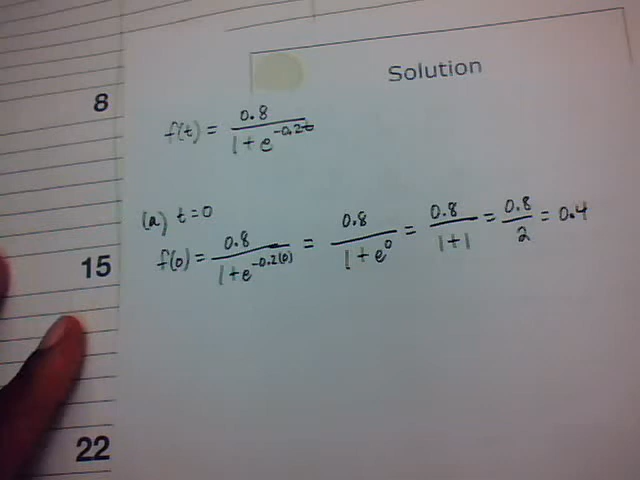 Solution
8
f(t) = 0.8 / (1 + e^(-0.2t))
(a) t = 0
f(0) = 0.8 / (1 + e^(-0.2(0))) = 0.8 / (1 + e^0) = 0.8 / (1 + 1) = 0.8 / 2 = 0.4
15
22